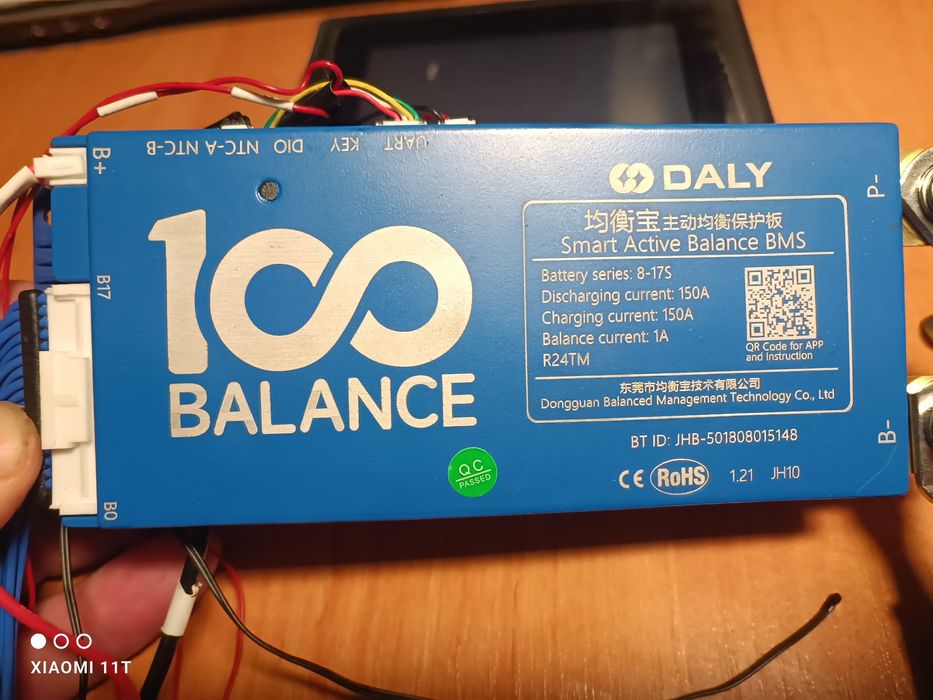 UART
KEY
DIO
NTC-A
NTC-B
B+
B17
B0
100
BALANCE
DALY
均衡宝主动均衡保护板
Smart Active Balance BMS
Battery series: 8-17S
Discharging current: 150A
Charging current: 150A
Balance current: 1A
R24TM
QR Code for APP
and Instruction
东莞市均衡宝技术有限公司
Dongguan Balanced Management Technology Co., Ltd
P-
B-
BT ID: JHB-501808015148
QC
PASSED
CE RoHS 1.21 JH10
XIAOMI 11T